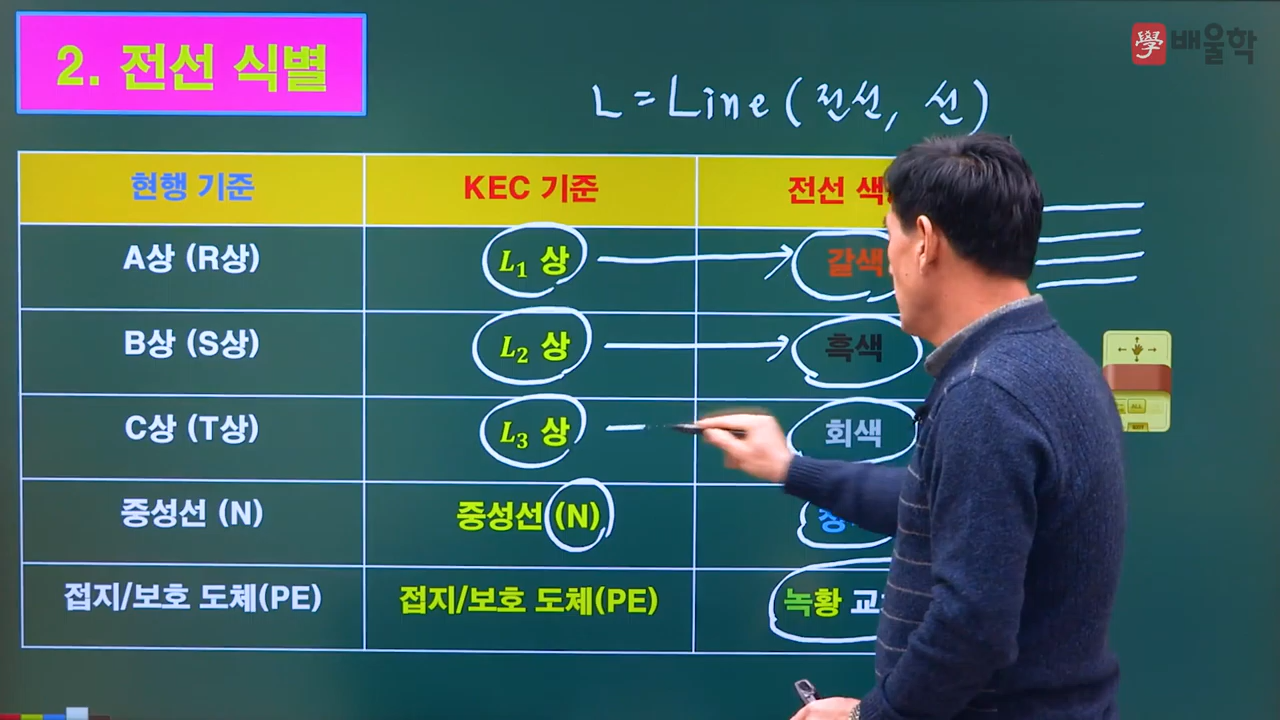 2. 전선 식별
學 배울학
L = Line (전선, 선)
현행 기준 KEC 기준 전선 색
A상 (R상) L₁ 상 갈색
B상 (S상) L₂ 상 흑색
C상 (T상) L₃ 상 회색
중성선 (N) 중성선 (N)
접지/보호 도체(PE) 접지/보호 도체(PE) 녹황